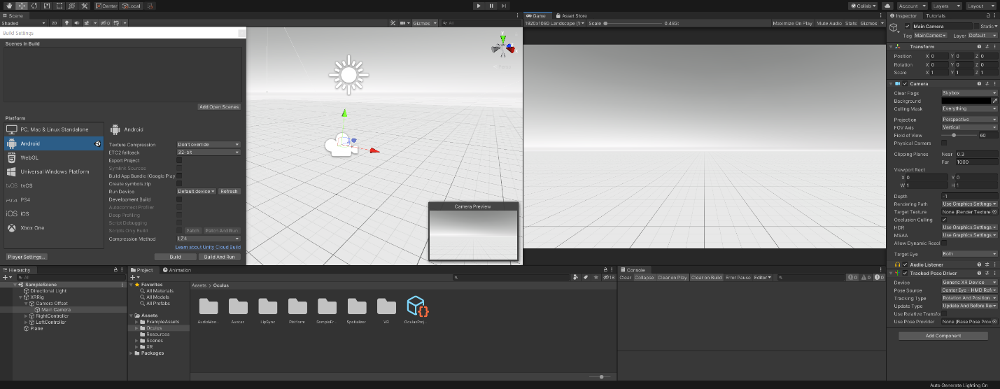 Center Local
Collab Account Layers Layout
Scene
Shaded 2D 0 Gizmos All
Game Asset Store
1920x1080 Landscape (1 Scale 0.483: Maximize On Play Mute Audio Stats Gizmos
Build Settings
Scenes In Build
Add Open Scenes
Platform
PC, Mac & Linux Standalone
Android
WebGL
Universal Windows Platform
tvOS tvOS
PS4
iOS iOS
Xbox One
Player Settings...
Android
Texture Compression Don't override
ETC2 fallback 32-bit
Export Project
Symlink Sources
Build App Bundle (Google Play
Create symbols.zip
Run Device Default device Refresh
Development Build
Autoconnect Profiler
Deep Profiling
Script Debugging
Scripts Only Build Patch Patch And Run
Compression Method LZ4
Learn about Unity Cloud Build
Build Build And Run
y
Camera Preview
Inspector Tutorials
Main Camera Static
Tag MainCamera Layer Default
Transform
Position X 0 Y 0 Z 0
Rotation X 0 Y 0 Z 0
Scale X 1 Y 1 Z 1
Camera
Clear Flags Skybox
Background
Culling Mask Everything
Projection Perspective
FOV Axis Vertical
Field of View 60
Physical Camera
Clipping Planes Near 0.3
Far 1000
Viewport Rect
X 0 Y 0
W 1 H 1
Depth -1
Rendering Path Use Graphics Settings
Target Texture None (Render Texture
Occlusion Culling
HDR Use Graphics Settings
MSAA Use Graphics Settings
Allow Dynamic Resol
Target Eye Both
Audio Listener
Tracked Pose Driver
Device Generic XR Device
Pose Source Center Eye - HMD Refe
Tracking Type Rotation And Position
Update Type Update And Before Ren
Use Relative Transfo
Use Pose Provider None (Base Pose Prov
Add Component
Hierarchy
All
SampleScene
Directional Light
XRRig
Camera Offset
Main Camera
RightController
LeftController
Plane
Project Animation
18
Favorites
All Materials
All Models
All Prefabs
Assets
ExampleAssets
Oculus
Resources
Scenes
XR
Packages
Assets > Oculus
AudioMan... Avatar LipSync Platform SampleFr... Spatializer VR OculusProj...
Console
Clear Collapse Clear on Play Clear on Build Error Pause Editor 0 0 0
Auto Generate Lighting On